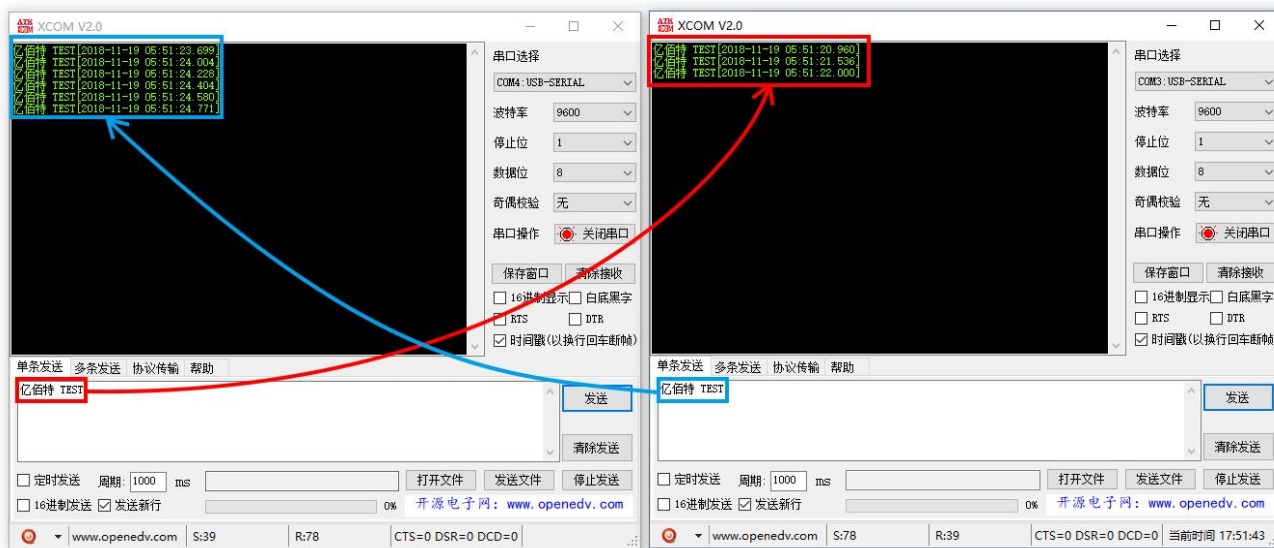 ATK XCOM XCOM V2.0
亿佰特 TEST[2018-11-19 05:51:23.699]
亿佰特 TEST[2018-11-19 05:51:24.004]
亿佰特 TEST[2018-11-19 05:51:24.228]
亿佰特 TEST[2018-11-19 05:51:24.404]
亿佰特 TEST[2018-11-19 05:51:24.580]
亿佰特 TEST[2018-11-19 05:51:24.771]
串口选择
COM4:USB-SERIAL
波特率 9600
停止位 1
数据位 8
奇偶校验 无
串口操作 关闭串口
保存窗口 清除接收
16进制显示 白底黑字
RTS DTR
时间戳(以换行回车断帧)
单条发送 多条发送 协议传输 帮助
亿佰特 TEST
发送
清除发送
定时发送 周期: 1000 ms 打开文件 发送文件 停止发送
16进制发送 发送新行 0% 开源电子网: www.openedv.com
www.openedv.com S:39 R:78 CTS=0 DSR=0 DCD=0
ATK XCOM XCOM V2.0
亿佰特 TEST[2018-11-19 05:51:20.960]
亿佰特 TEST[2018-11-19 05:51:21.536]
亿佰特 TEST[2018-11-19 05:51:22.000]
串口选择
COM3:USB-SERIAL
波特率 9600
停止位 1
数据位 8
奇偶校验 无
串口操作 关闭串口
保存窗口 清除接收
16进制显示 白底黑字
RTS DTR
时间戳(以换行回车断帧
单条发送 多条发送 协议传输 帮助
亿佰特 TEST
发送
清除发送
定时发送 周期: 1000 ms 打开文件 发送文件 停止发送
16进制发送 发送新行 0% 开源电子网: www.openedv.com
www.openedv.com S:78 R:39 CTS=0 DSR=0 DCD=0 当前时间 17:51:43